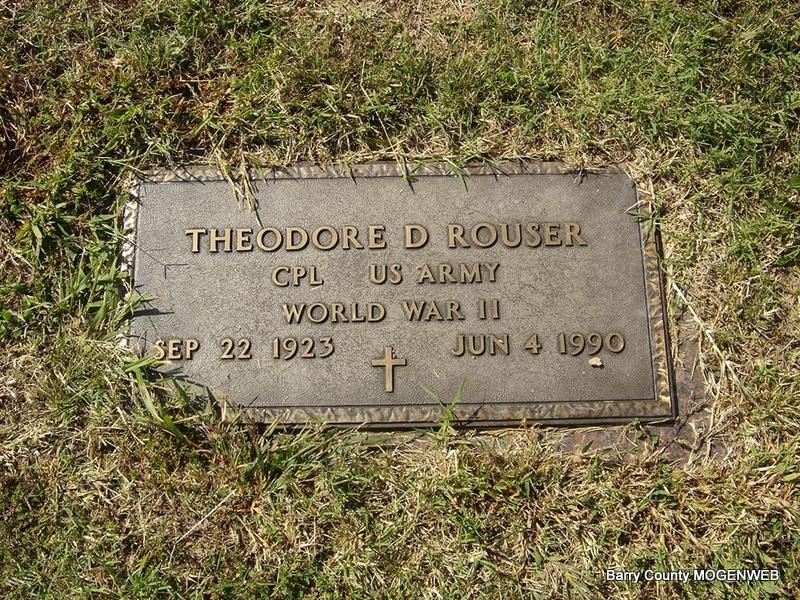 THEODORE D ROUSER
CPL US ARMY
WORLD WAR II
SEP 22 1923 JUN 4 1990
Barry County MOGENWEB